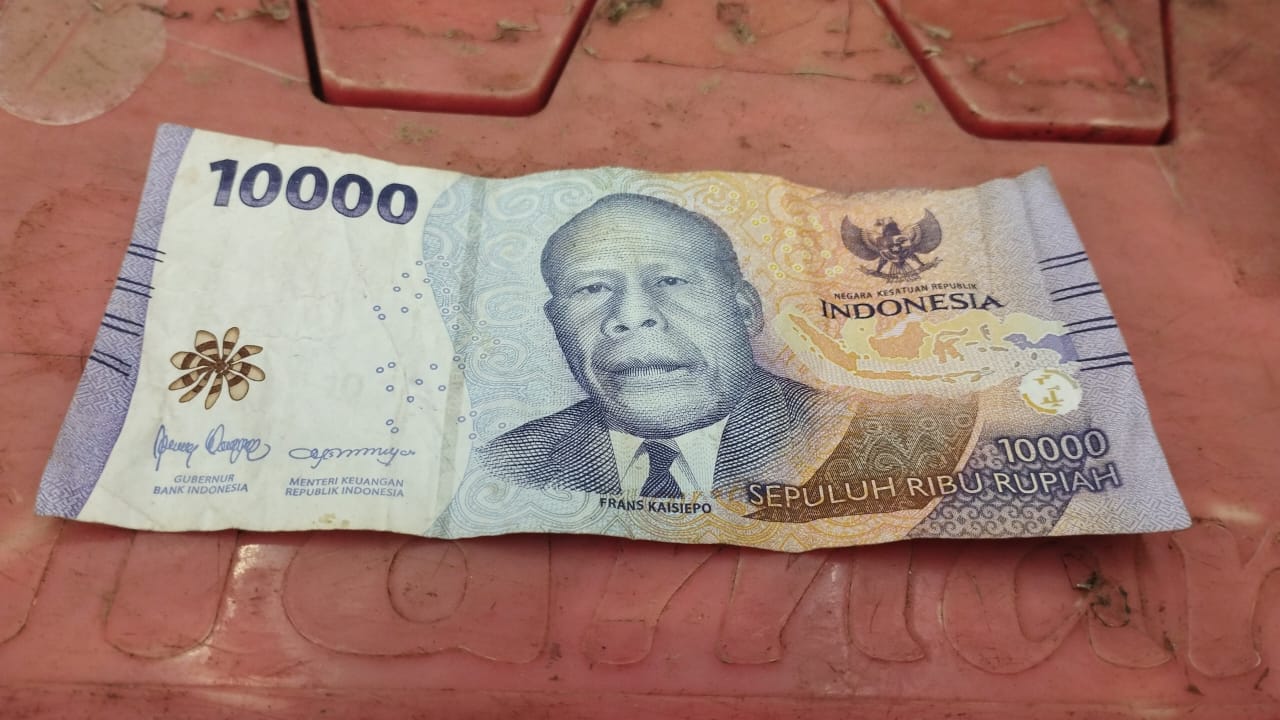 10000
NEGARA KESATUAN REPUBLIK
INDONESIA
GUBERNUR
BANK INDONESIA
MENTERI KEUANGAN
REPUBLIK INDONESIA
FRANS KAISIEPO
10000
SEPULUH RIBU RUPIAH